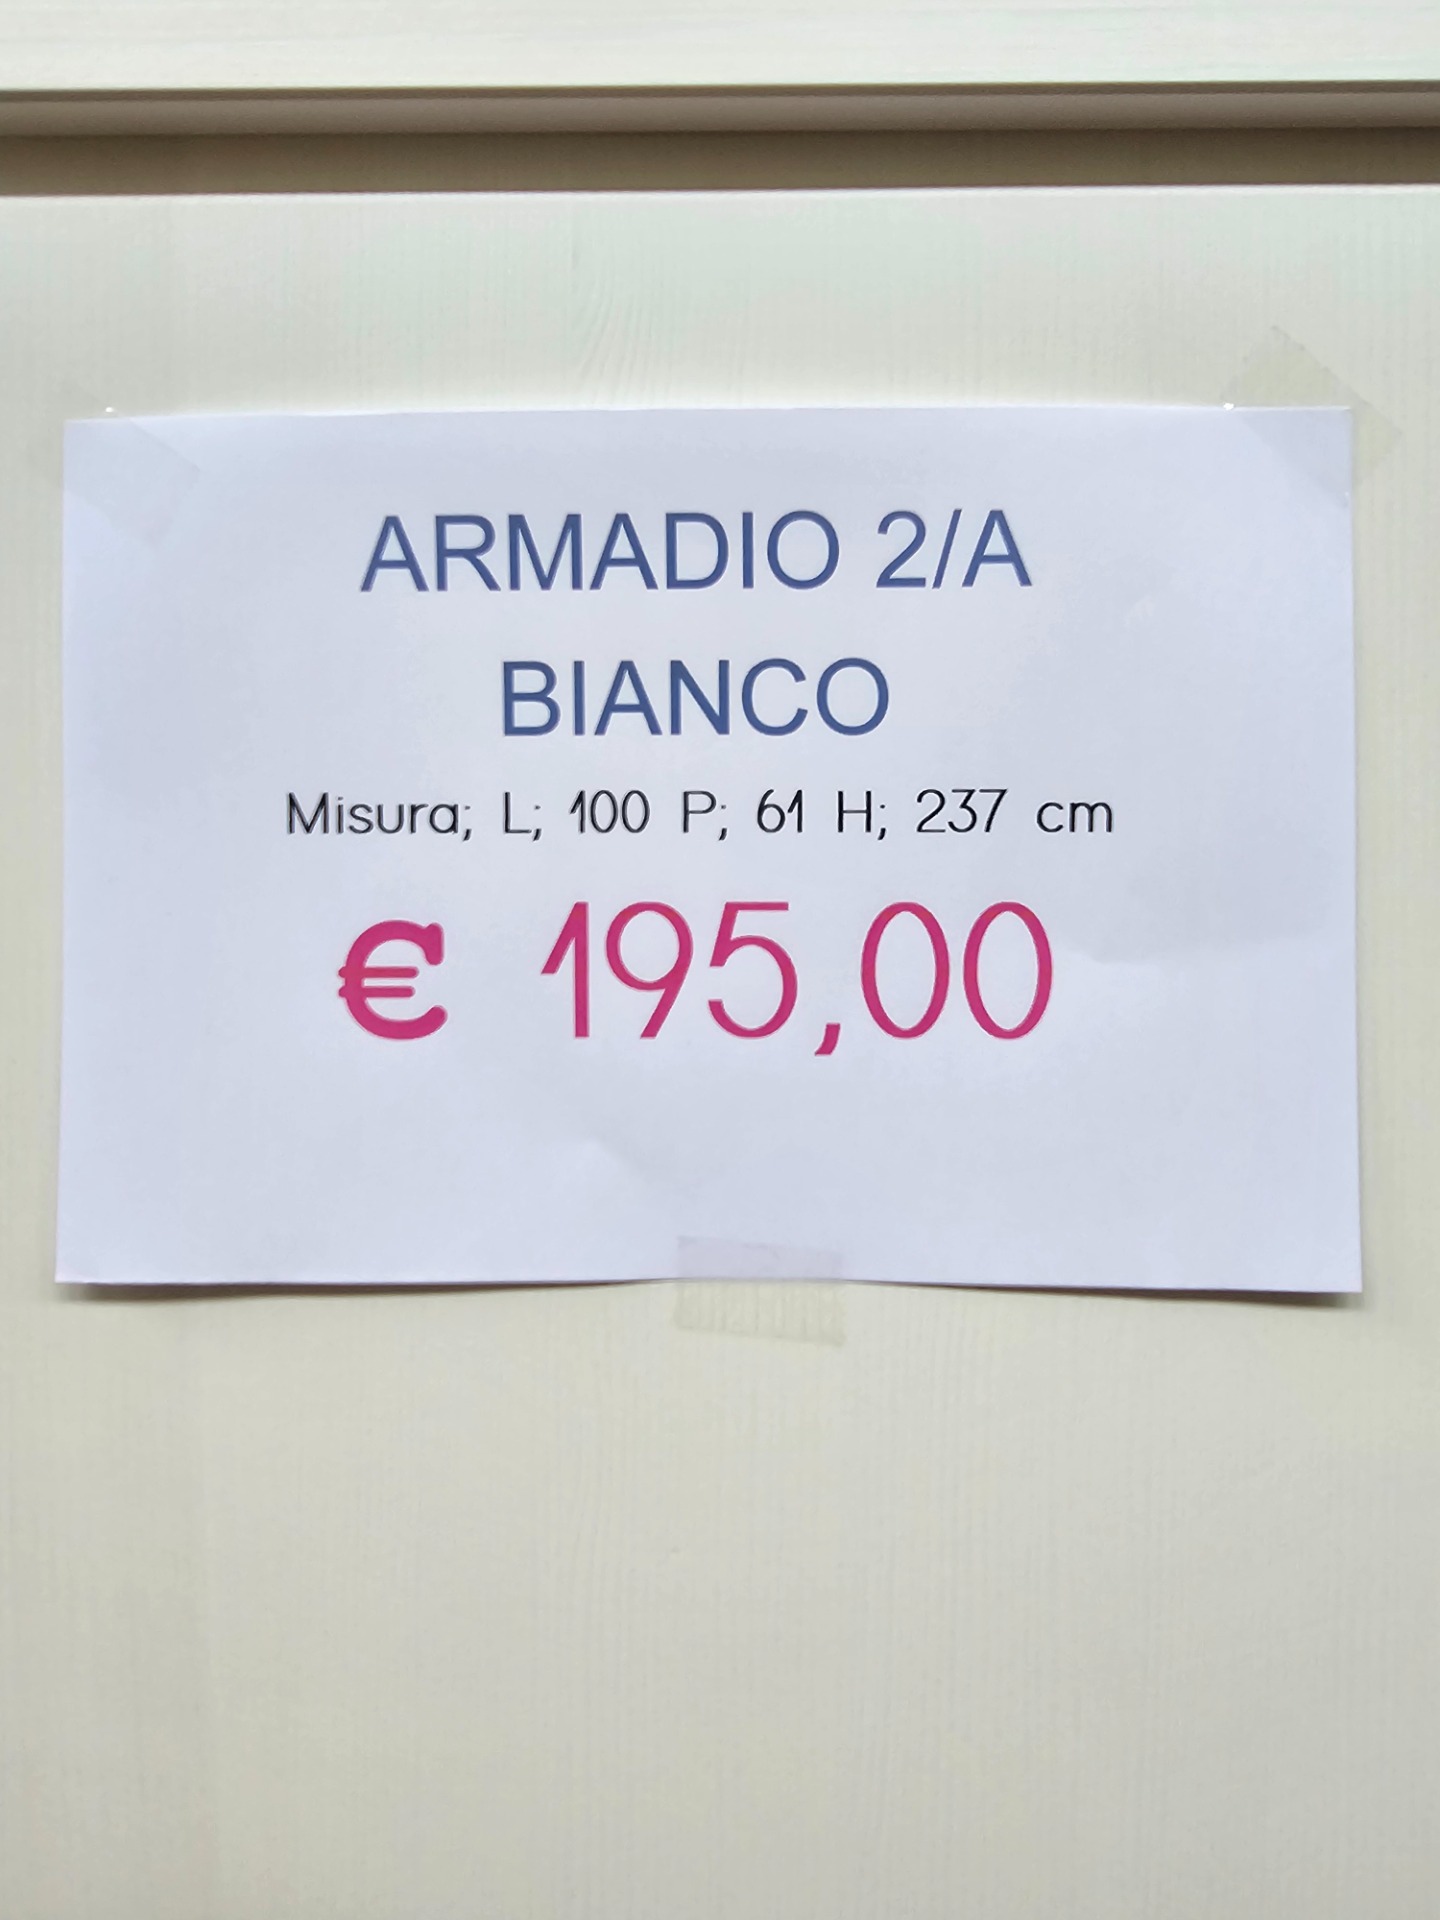 ARMADIO 2/A
BIANCO
Misura; L; 100 P; 61 H; 237 cm
€ 195,00